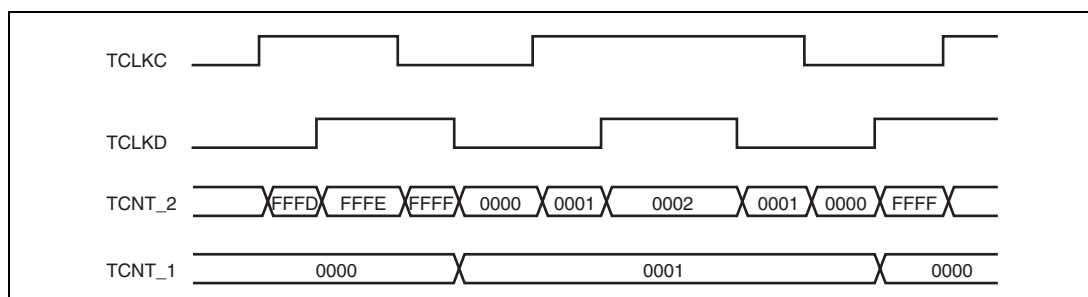 TCLKC
TCLKD
TCNT_2 FFFD FFFE FFFF 0000 0001 0002 0001 0000 FFFF
TCNT_1 0000 0001 0000